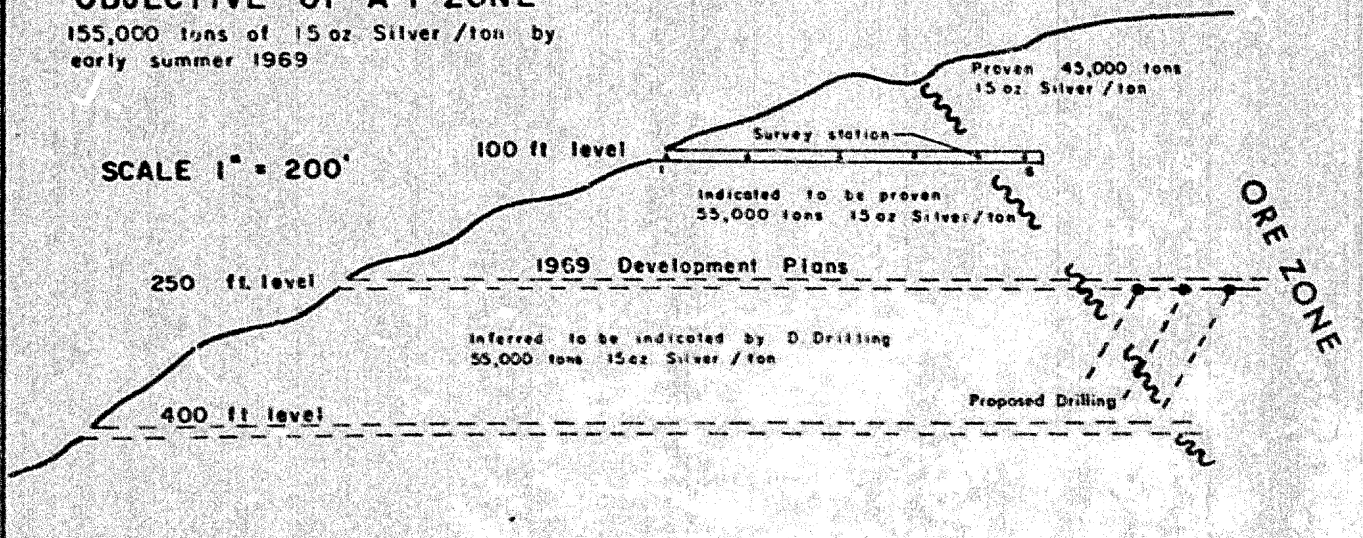 OBJECTIVE OF A-1 ZONE
155,000 tons of 15 oz Silver /ton by
early summer 1969
Proven 45,000 tons
15 oz. Silver /ton
Survey station
100 ft level
SCALE 1" = 200'
1
6
Indicated to be proven
55,000 tons 15 oz Silver/ton
ORE ZONE
1969 Development Plans
250 ft. level
Inferred to be indicated by D. Drilling
55,000 tons 15 oz Silver / ton
Proposed Drilling
400 ft level